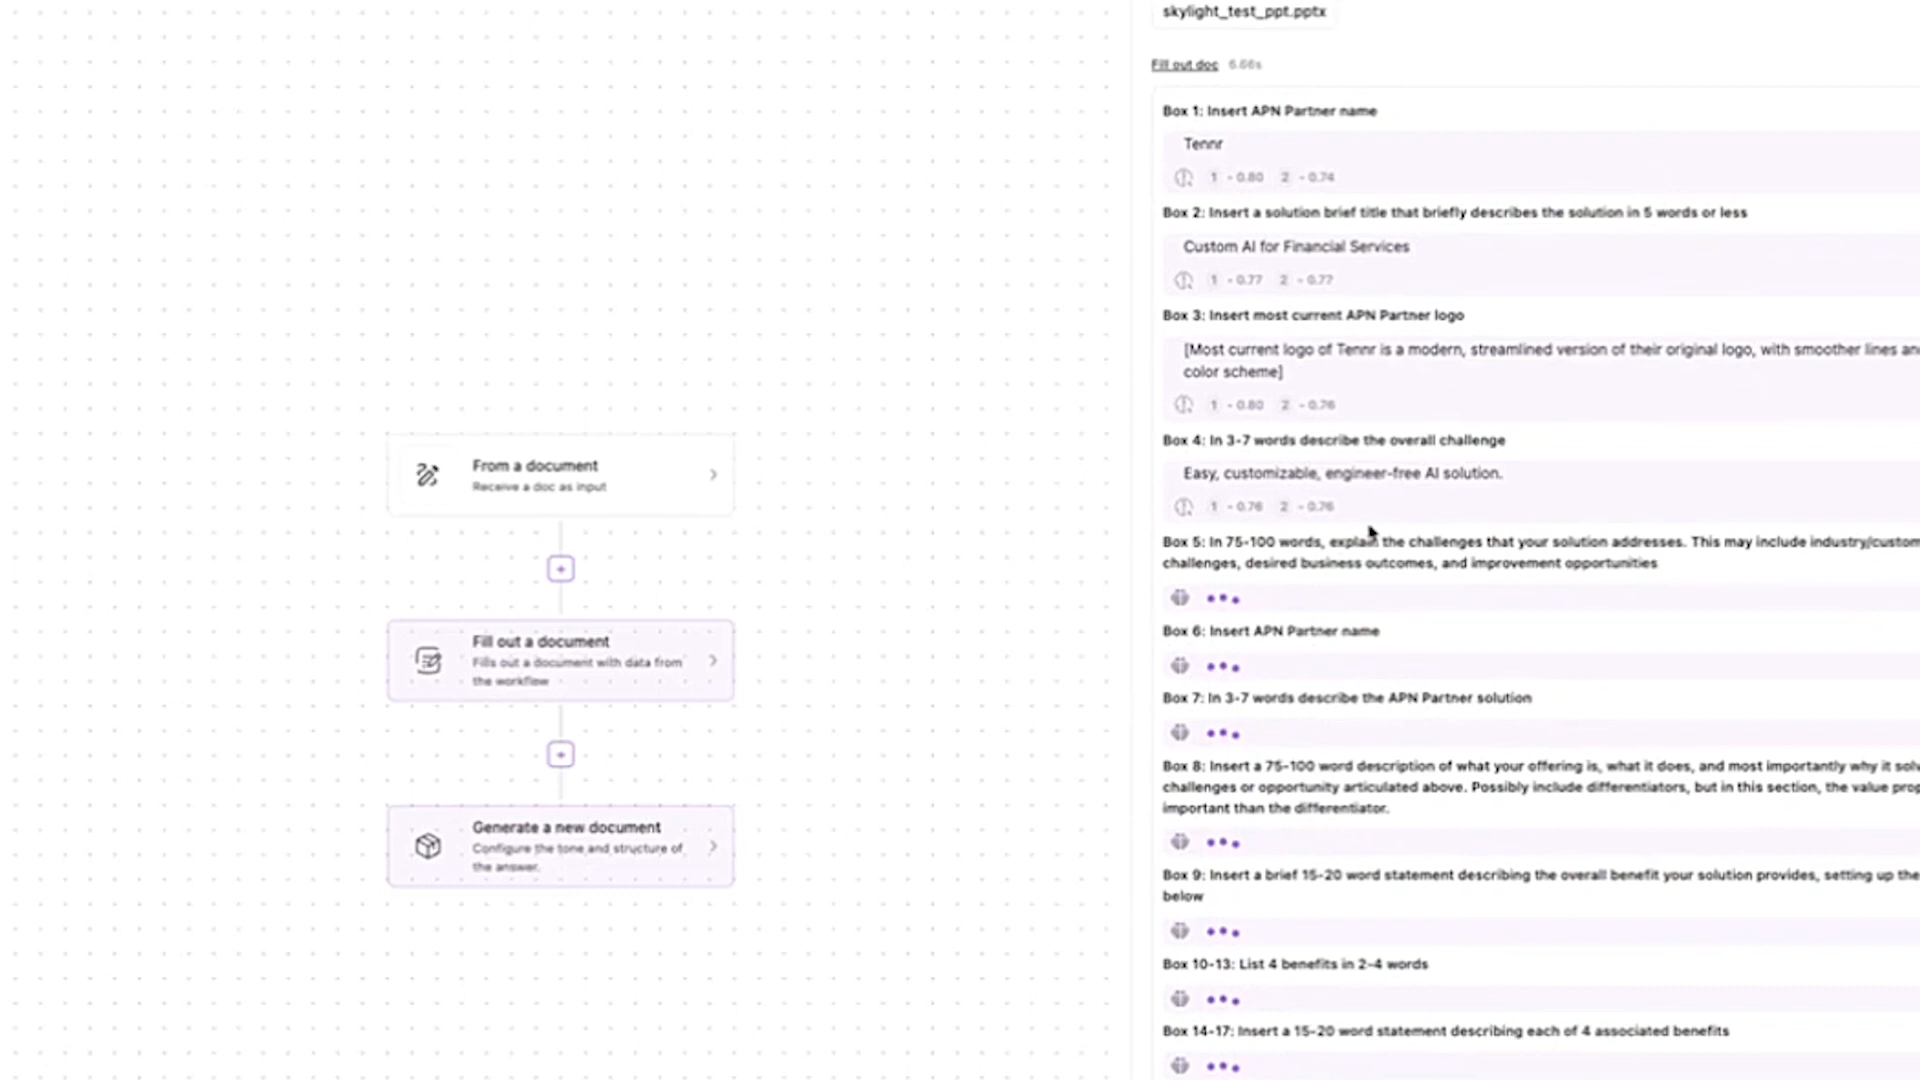 skylight_test_ppt.pptx
Fill out doc 6.66s
Box 1: Insert APN Partner name
Tennr
1 - 0.80 2 - 0.74
Box 2: Insert a solution brief title that briefly describes the solution in 5 words or less
Custom AI for Financial Services
1 - 0.77 2 - 0.77
Box 3: Insert most current APN Partner logo
[Most current logo of Tennr is a modern, streamlined version of their original logo, with smoother lines an
color scheme]
1 - 0.80 2 - 0.76
Box 4: In 3-7 words describe the overall challenge
Easy, customizable, engineer-free AI solution.
1 - 0.76 2 - 0.76
Box 5: In 75-100 words, explain the challenges that your solution addresses. This may include industry/custom
challenges, desired business outcomes, and improvement opportunities
Box 6: Insert APN Partner name
Box 7: In 3-7 words describe the APN Partner solution
Box 8: Insert a 75-100 word description of what your offering is, what it does, and most importantly why it solv
challenges or opportunity articulated above. Possibly include differentiators, but in this section, the value prop
important than the differentiator.
Box 9: Insert a brief 15-20 word statement describing the overall benefit your solution provides, setting up the
below
Box 10-13: List 4 benefits in 2-4 words
Box 14-17: Insert a 15-20 word statement describing each of 4 associated benefits
From a document
Receive a doc as input
Fill out a document
Fills out a document with data from
the workflow
Generate a new document
Configure the tone and structure of
the answer.